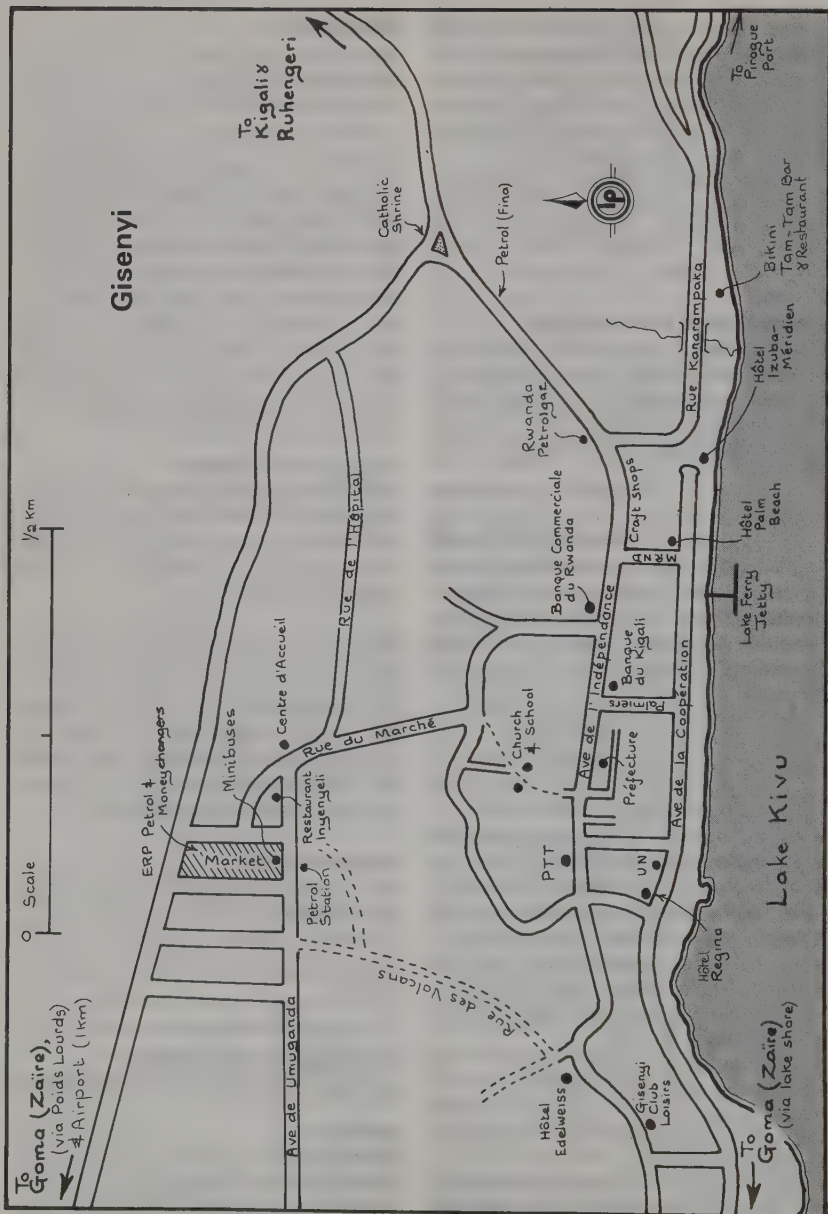 Gisenyi
To
Goma (Zaïre),
(via Poids Lourds)
& Airport (1km)
Scale
0
1/2 Km
ERP Petrol &
Moneychangers
Minibuses
Market
Centre d'Accueil
Restaurant
Inyenyeli
Petrol
Station
Ave de Umuganda
Rue du Marché
Rue de l'Hôpital
Rue des Volcans
To
Kigali &
Ruhengeri
Catholic
Shrine
Petrol (Fina)
lp
Rwanda
Petrolgaz
Banque Commerciale
du Rwanda
Church
& School
PTT
Ave de l'Indépendance
Banque
du Kigali
Palmiers
Préfecture
UN
Hôtel
Regina
Hôtel
Edelweiss
Gisenyi
Club
Loisirs
Ave de la Coopération
Craft Shops
MRND
Hôtel
Palm
Beach
Lake Ferry
Jetty
Hôtel
Izuba-
Méridien
Rue Kanarampaka
Bikini
Tam-Tam Bar
& Restaurant
To
Pirogue
Port
Lake Kivu
To
Goma (Zaïre)
(via lake shore)